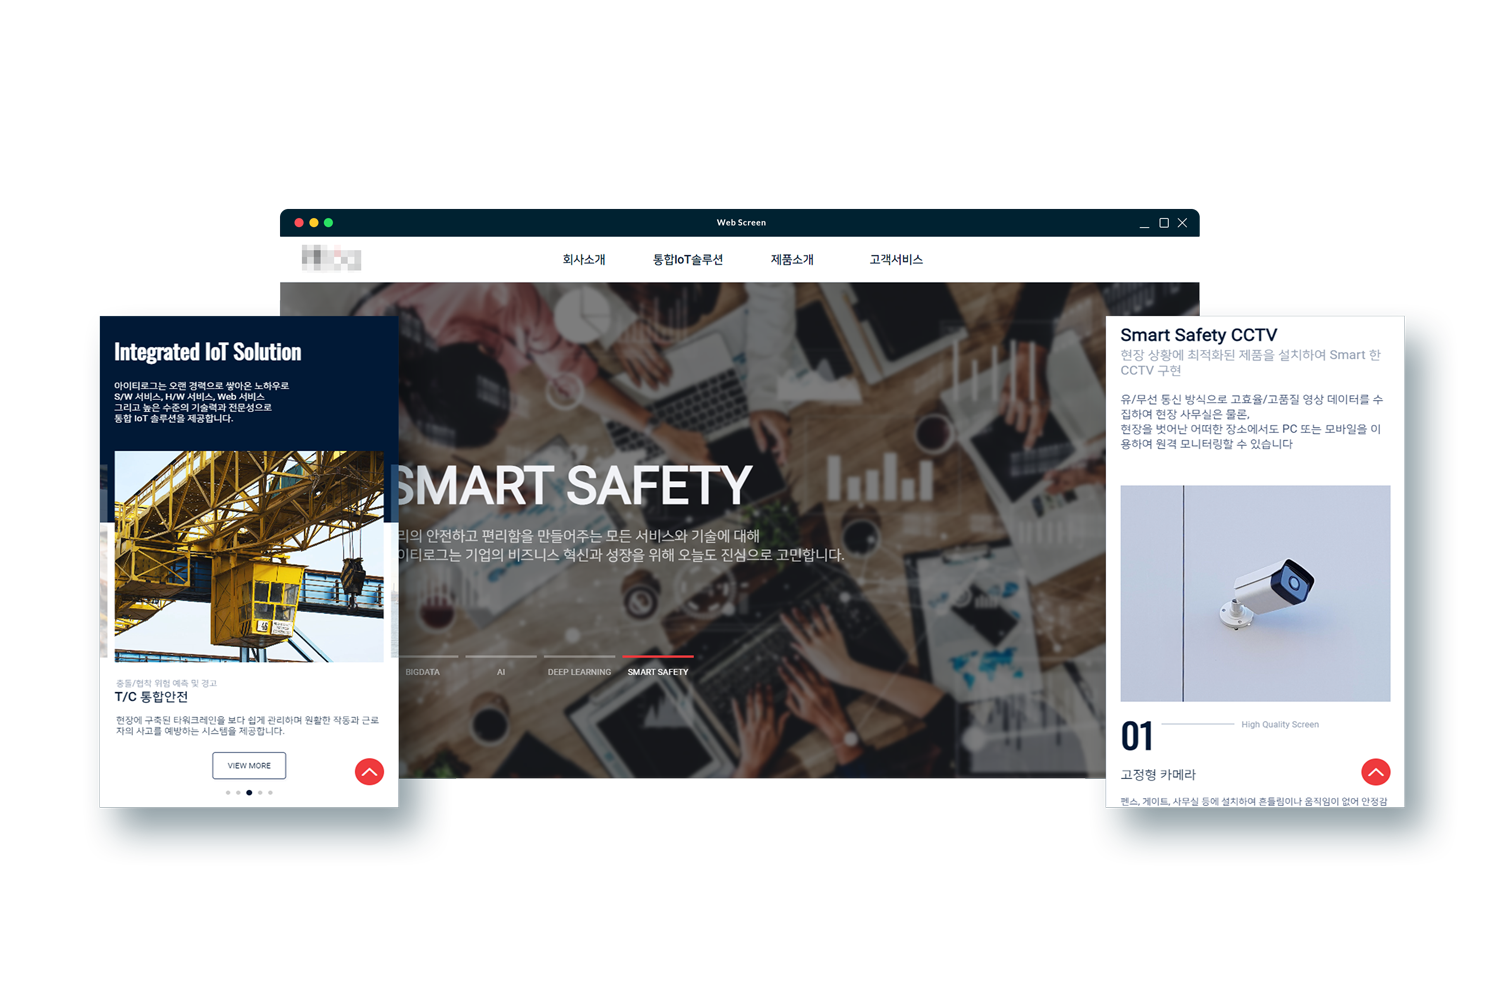 Web Screen
회사소개
통합IoT솔루션
제품소개
고객서비스
Integrated IoT Solution
아이티로그는 오랜 경력으로 쌓아온 노하우로
S/W 서비스, H/W 서비스, Web 서비스
그리고 높은 수준의 기술력과 전문성으로
통합 IoT 솔루션을 제공합니다.
충돌/협착 위험 예측 및 경고
T/C 통합안전
현장에 구축된 타워크레인을 보다 쉽게 관리하며 원활한 작동과 근로
자의 사고를 예방하는 시스템을 제공합니다.
VIEW MORE
SMART SAFETY
리의 안전하고 편리함을 만들어주는 모든 서비스와 기술에 대해
이티로그는 기업의 비즈니스 혁신과 성장을 위해 오늘도 진심으로 고민합니다.
BIGDATA
AI
DEEP LEARNING
SMART SAFETY
Smart Safety CCTV
현장 상황에 최적화된 제품을 설치하여 Smart 한
CCTV 구현
유/무선 통신 방식으로 고효율/고품질 영상 데이터를 수
집하여 현장 사무실은 물론,
현장을 벗어난 어떠한 장소에서도 PC 또는 모바일을 이
용하여 원격 모니터링할 수 있습니다
01
High Quality Screen
고정형 카메라
펜스, 게이트, 사무실 등에 설치하여 흔들림이나 움직임이 없어 안정감